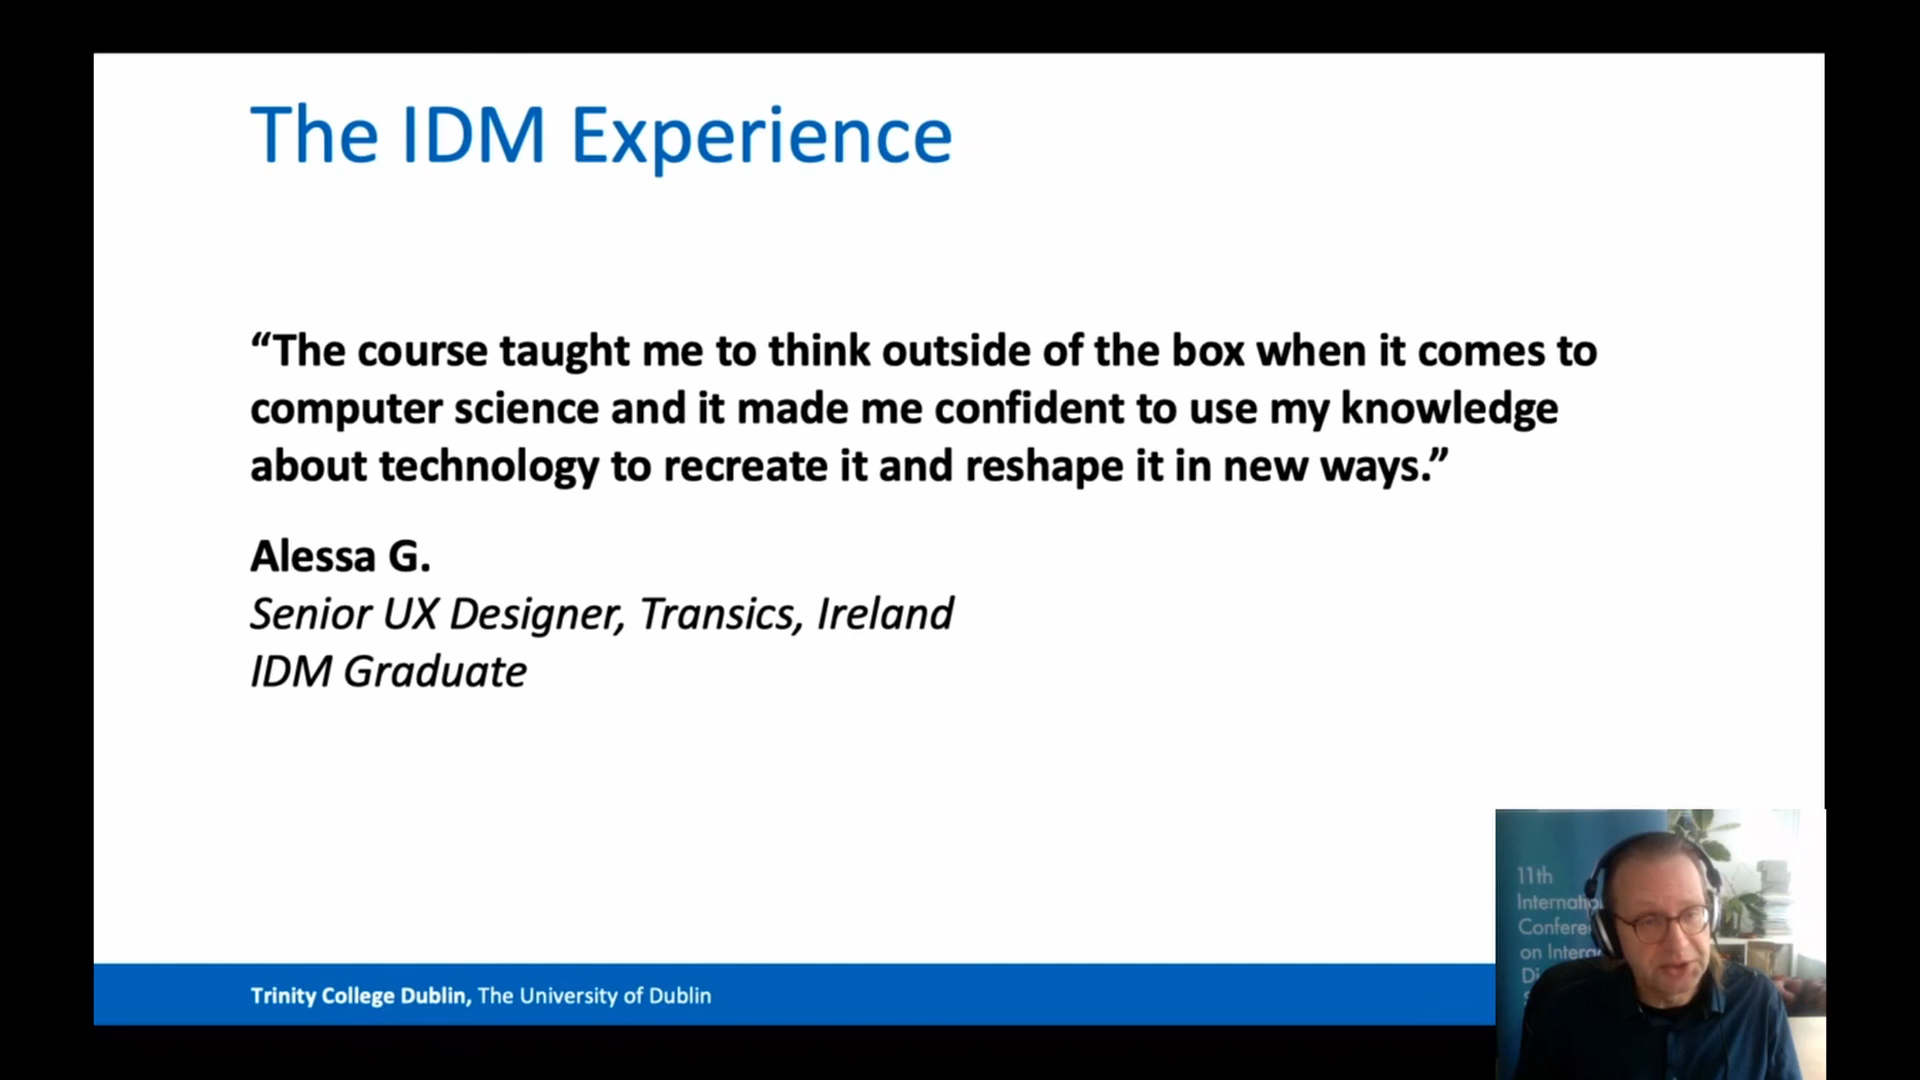 The IDM Experience
“The course taught me to think outside of the box when it comes to
computer science and it made me confident to use my knowledge
about technology to recreate it and reshape it in new ways.”
Alessa G.
Senior UX Designer, Transics, Ireland
IDM Graduate
Trinity College Dublin, The University of Dublin
11th
on